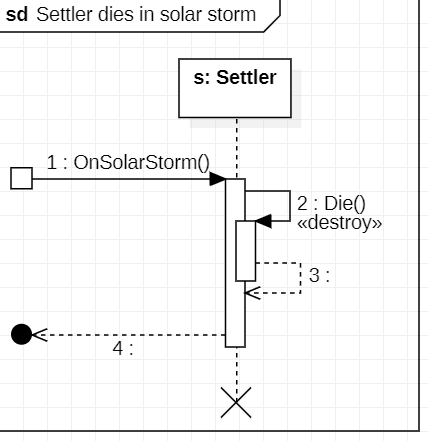 sd Settler dies in solar storm
s: Settler
1 : OnSolarStorm()
2 : Die()
«destroy»
3 :
4 :